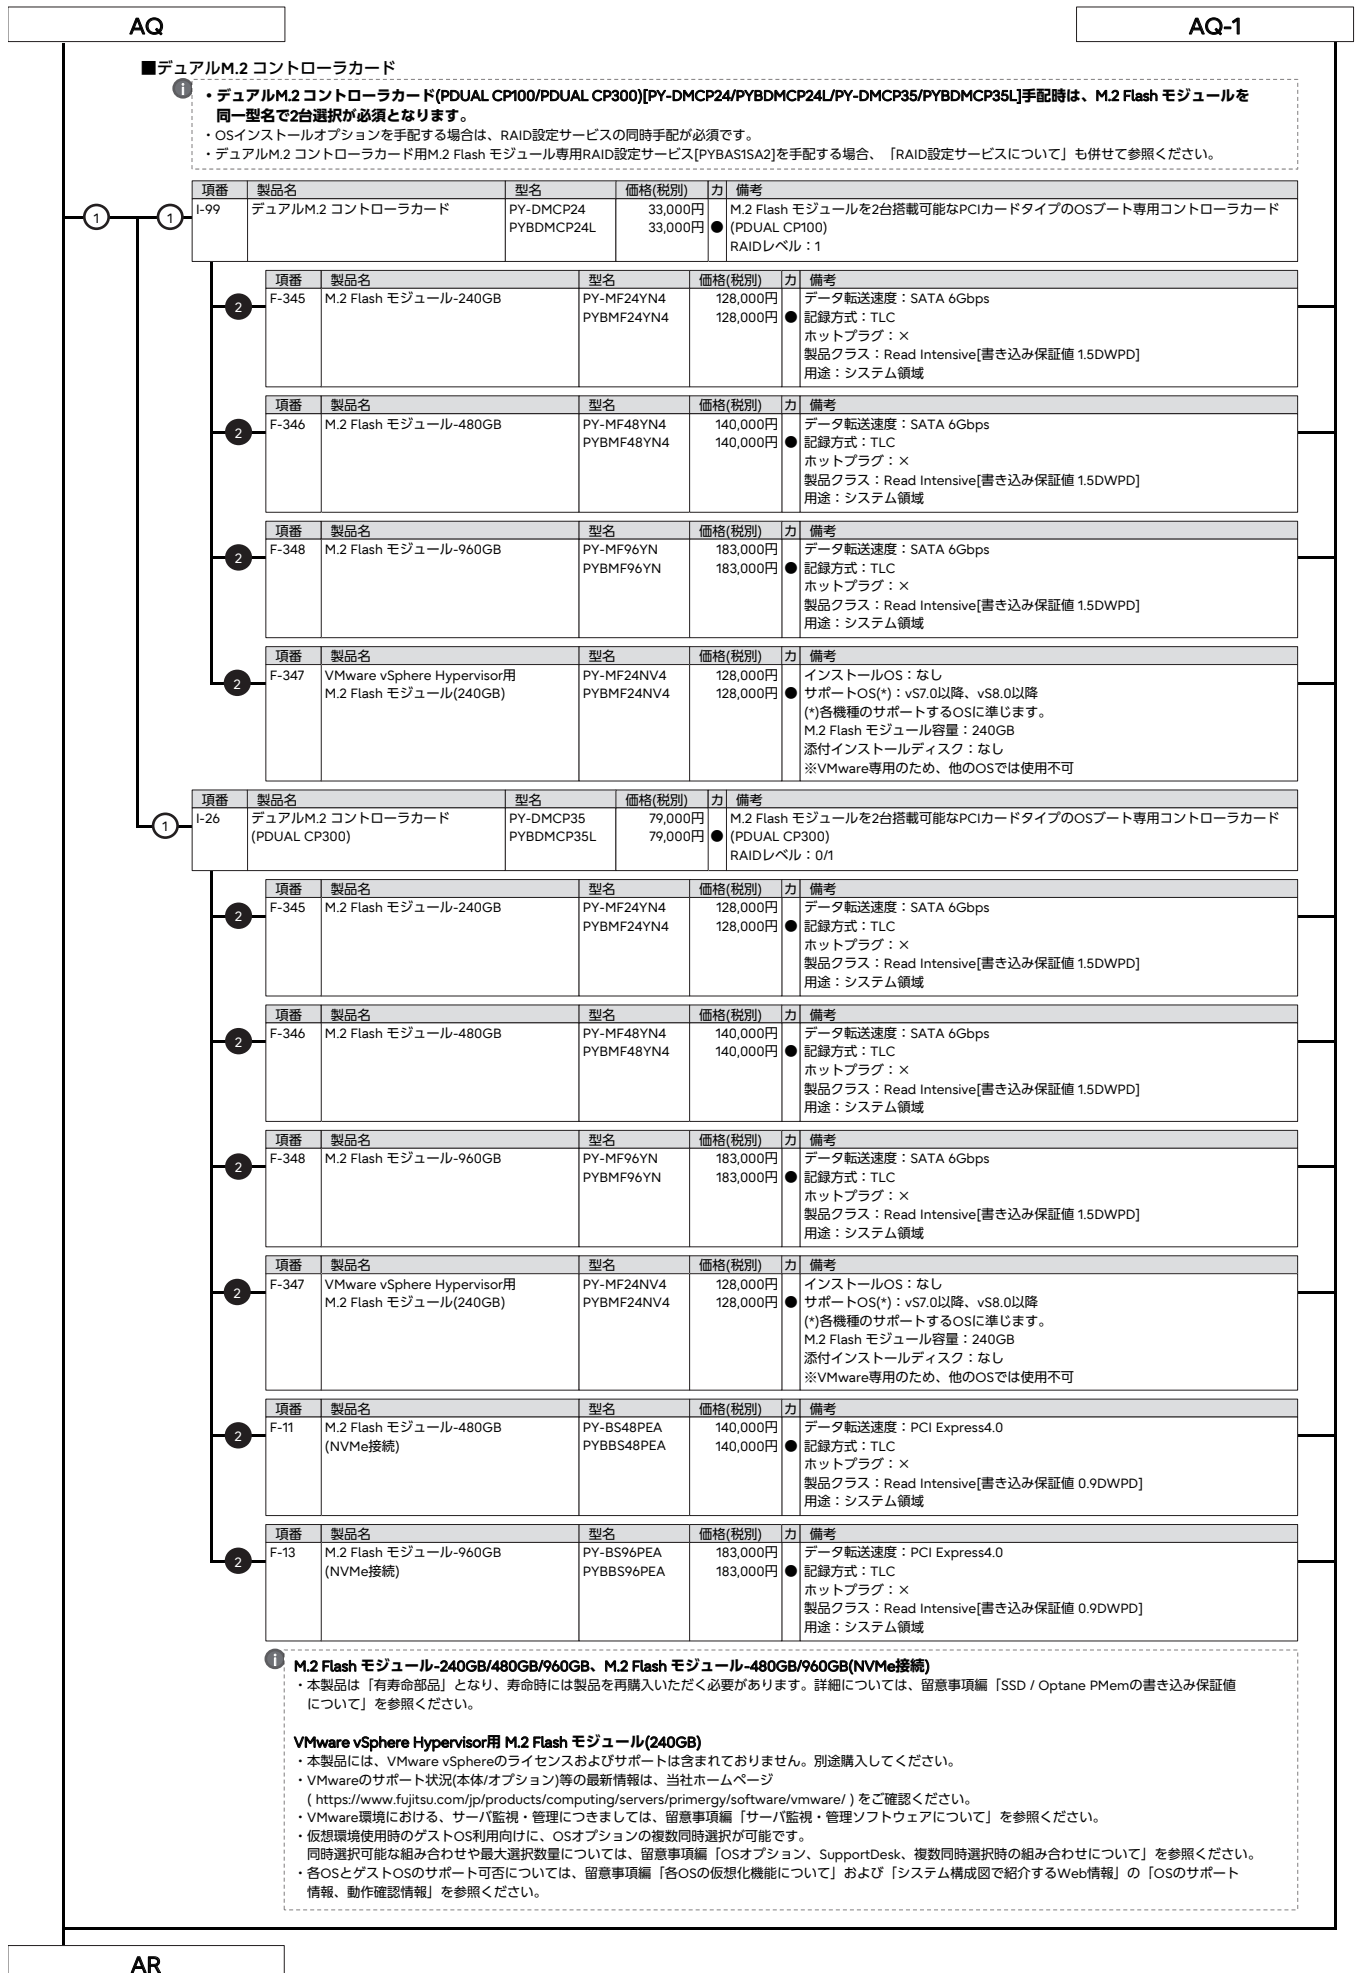 AQ
AQ-1
■デュアルM.2 コントローラカード
・デュアルM.2 コントローラカード(PDUAL CP100/PDUAL CP300)[PY-DMCP24/PYBDMCP24L/PY-DMCP35/PYBDMCP35L]手配時は、M.2 Flash モジュールを
同一型名で2台選択が必須となります。
・OSインストールオプションを手配する場合は、RAID設定サービスの同時手配が必須です。
・デュアルM.2 コントローラカード用M.2 Flash モジュール専用RAID設定サービス[PYBAS1SA2]を手配する場合、「RAID設定サービスについて」も併せて参照ください。
項番 製品名 型名 価格(税別) カ 備考
1 1 I-99 デュアルM.2 コントローラカード PY-DMCP24 33,000円 M.2 Flash モジュールを2台搭載可能なPCIカードタイプのOSブート専用コントローラカード
PYBDMCP24L 33,000円 ● (PDUAL CP100)
RAIDレベル：1
項番 製品名 型名 価格(税別) カ 備考
2 F-345 M.2 Flash モジュール-240GB PY-MF24YN4 128,000円 データ転送速度：SATA 6Gbps
PYBMF24YN4 128,000円 ● 記録方式：TLC
ホットプラグ：×
製品クラス：Read Intensive[書き込み保証値 1.5DWPD]
用途：システム領域
項番 製品名 型名 価格(税別) カ 備考
2 F-346 M.2 Flash モジュール-480GB PY-MF48YN4 140,000円 データ転送速度：SATA 6Gbps
PYBMF48YN4 140,000円 ● 記録方式：TLC
ホットプラグ：×
製品クラス：Read Intensive[書き込み保証値 1.5DWPD]
用途：システム領域
項番 製品名 型名 価格(税別) カ 備考
2 F-348 M.2 Flash モジュール-960GB PY-MF96YN 183,000円 データ転送速度：SATA 6Gbps
PYBMF96YN 183,000円 ● 記録方式：TLC
ホットプラグ：×
製品クラス：Read Intensive[書き込み保証値 1.5DWPD]
用途：システム領域
項番 製品名 型名 価格(税別) カ 備考
2 F-347 VMware vSphere Hypervisor用 PY-MF24NV4 128,000円 インストールOS：なし
M.2 Flash モジュール(240GB) PYBMF24NV4 128,000円 ● サポートOS(*)：vS7.0以降、vS8.0以降
(*)各機種のサポートするOSに準じます。
M.2 Flash モジュール容量：240GB
添付インストールディスク：なし
※VMware専用のため、他のOSでは使用不可
項番 製品名 型名 価格(税別) カ 備考
1 I-26 デュアルM.2 コントローラカード PY-DMCP35 79,000円 M.2 Flash モジュールを2台搭載可能なPCIカードタイプのOSブート専用コントローラカード
(PDUAL CP300) PYBDMCP35L 79,000円 ● (PDUAL CP300)
RAIDレベル：0/1
項番 製品名 型名 価格(税別) カ 備考
2 F-345 M.2 Flash モジュール-240GB PY-MF24YN4 128,000円 データ転送速度：SATA 6Gbps
PYBMF24YN4 128,000円 ● 記録方式：TLC
ホットプラグ：×
製品クラス：Read Intensive[書き込み保証値 1.5DWPD]
用途：システム領域
項番 製品名 型名 価格(税別) カ 備考
2 F-346 M.2 Flash モジュール-480GB PY-MF48YN4 140,000円 データ転送速度：SATA 6Gbps
PYBMF48YN4 140,000円 ● 記録方式：TLC
ホットプラグ：×
製品クラス：Read Intensive[書き込み保証値 1.5DWPD]
用途：システム領域
項番 製品名 型名 価格(税別) カ 備考
2 F-348 M.2 Flash モジュール-960GB PY-MF96YN 183,000円 データ転送速度：SATA 6Gbps
PYBMF96YN 183,000円 ● 記録方式：TLC
ホットプラグ：×
製品クラス：Read Intensive[書き込み保証値 1.5DWPD]
用途：システム領域
項番 製品名 型名 価格(税別) カ 備考
2 F-347 VMware vSphere Hypervisor用 PY-MF24NV4 128,000円 インストールOS：なし
M.2 Flash モジュール(240GB) PYBMF24NV4 128,000円 ● サポートOS(*)：vS7.0以降、vS8.0以降
(*)各機種のサポートするOSに準じます。
M.2 Flash モジュール容量：240GB
添付インストールディスク：なし
※VMware専用のため、他のOSでは使用不可
項番 製品名 型名 価格(税別) カ 備考
2 F-11 M.2 Flash モジュール-480GB PY-BS48PEA 140,000円 データ転送速度：PCI Express4.0
(NVMe接続) PYBBS48PEA 140,000円 ● 記録方式：TLC
ホットプラグ：×
製品クラス：Read Intensive[書き込み保証値 0.9DWPD]
用途：システム領域
項番 製品名 型名 価格(税別) カ 備考
2 F-13 M.2 Flash モジュール-960GB PY-BS96PEA 183,000円 データ転送速度：PCI Express4.0
(NVMe接続) PYBBS96PEA 183,000円 ● 記録方式：TLC
ホットプラグ：×
製品クラス：Read Intensive[書き込み保証値 0.9DWPD]
用途：システム領域
M.2 Flash モジュール-240GB/480GB/960GB、M.2 Flash モジュール-480GB/960GB(NVMe接続)
・本製品は「有寿命部品」となり、寿命時には製品を再購入いただく必要があります。詳細については、留意事項編「SSD / Optane PMemの書き込み保証値
について」を参照ください。
VMware vSphere Hypervisor用 M.2 Flash モジュール(240GB)
・本製品には、VMware vSphereのライセンスおよびサポートは含まれておりません。別途購入してください。
・VMwareのサポート状況(本体/オプション)等の最新情報は、当社ホームページ
( https://www.fujitsu.com/jp/products/computing/servers/primergy/software/vmware/ ) をご確認ください。
・VMware環境における、サーバ監視・管理につきましては、留意事項編「サーバ監視・管理ソフトウェアについて」を参照ください。
・仮想環境使用時のゲストOS利用向けに、OSオプションの複数同時選択が可能です。
同時選択可能な組み合わせや最大選択数量については、留意事項編「OSオプション、SupportDesk、複数同時選択時の組み合わせについて」を参照ください。
・各OSとゲストOSのサポート可否については、留意事項編「各OSの仮想化機能について」および「システム構成図で紹介するWeb情報」の「OSのサポート
情報、動作確認情報」を参照ください。
AR